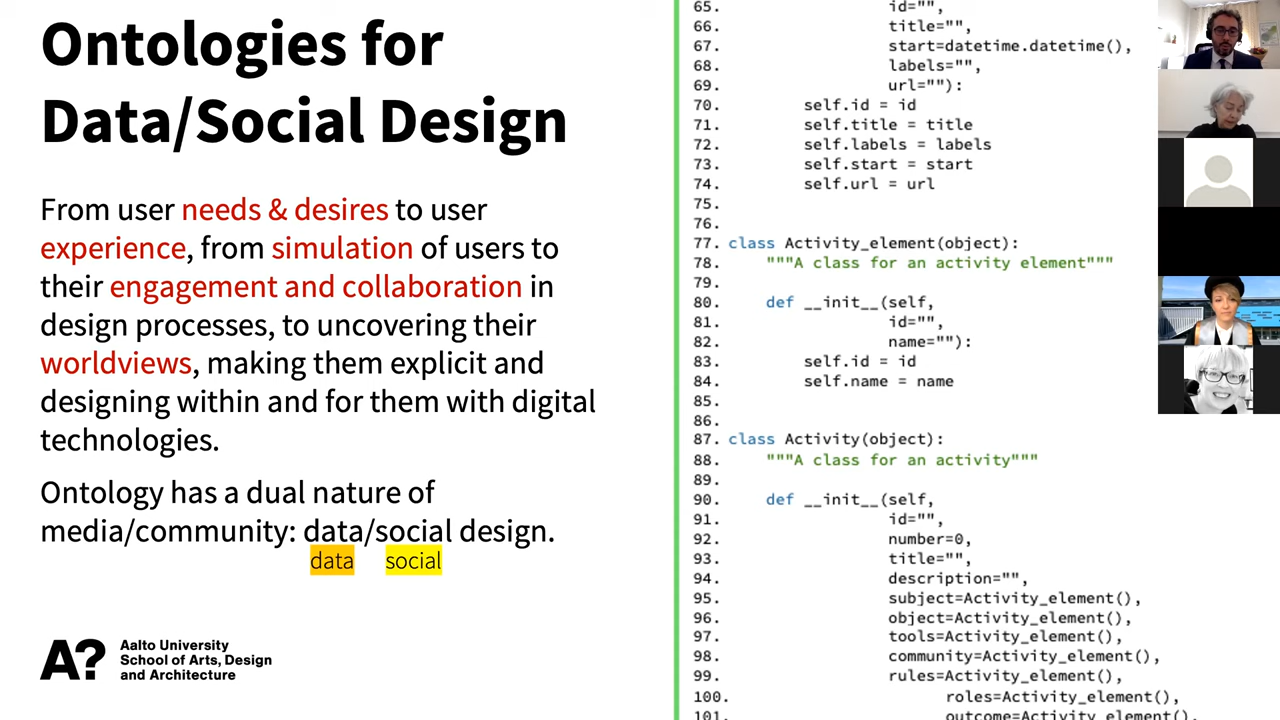 Ontologies for
Data/Social Design
From user needs & desires to user
experience, from simulation of users to
their engagement and collaboration in
design processes, to uncovering their
worldviews, making them explicit and
designing within and for them with digital
technologies.
Ontology has a dual nature of
media/community: data/social design.
data social
A?
Aalto University
School of Arts, Design
and Architecture
65. id="",
66. title="",
67. start=datetime.datetime(),
68. labels="",
69. url=""):
70. self.id = id
71. self.title = title
72. self.labels = labels
73. self.start = start
74. self.url = url
75.
76.
77. class Activity_element(object):
78. """A class for an activity element"""
79.
80. def __init__(self,
81. id="",
82. name=""):
83. self.id = id
84. self.name = name
85.
86.
87. class Activity(object):
88. """A class for an activity"""
89.
90. def __init__(self,
91. id="",
92. number=0,
93. title="",
94. description="",
95. subject=Activity_element(),
96. object=Activity_element(),
97. tools=Activity_element(),
98. community=Activity_element(),
99. rules=Activity_element(),
100. roles=Activity_element(),
101. outcome=Activity_element(),